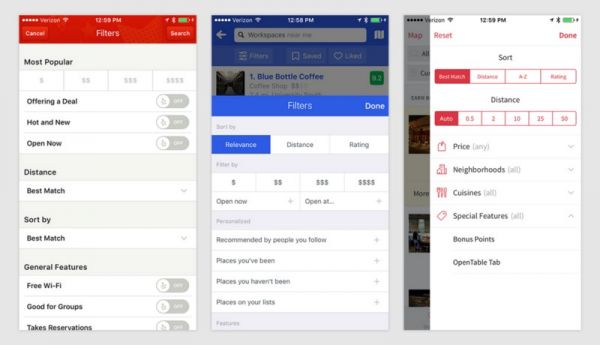 Verizon 12:59 PM
Cancel Filters Search
Most Popular
$ $$ $$$ $$$$
Offering a Deal OFF
Hot and New OFF
Open Now OFF
Distance
Best Match
Sort by
Best Match
General Features
Free Wi-Fi OFF
Good for Groups OFF
Takes Reservations
Verizon 12:58 PM
Workspaces near me
Filters Saved Liked
1. Blue Bottle Coffee 9.2
Coffee Shop $$
Filters Done
Sort by
Relevance Distance Rating
Filter by
$ $$ $$$ $$$$
Open now + Open at... +
Personalized
Recommended by people you follow +
Places you've been +
Places you haven't been +
Places on your lists +
Features
Verizon 12:59 PM
Map Reset Done
All
Sort
Best Match Distance A-Z Rating
Distance
Auto 0.5 2 10 25 50
Price (any)
Neighborhoods (all)
Cuisines (all)
More
Special Features (all)
Bonus Points
OpenTable Tab